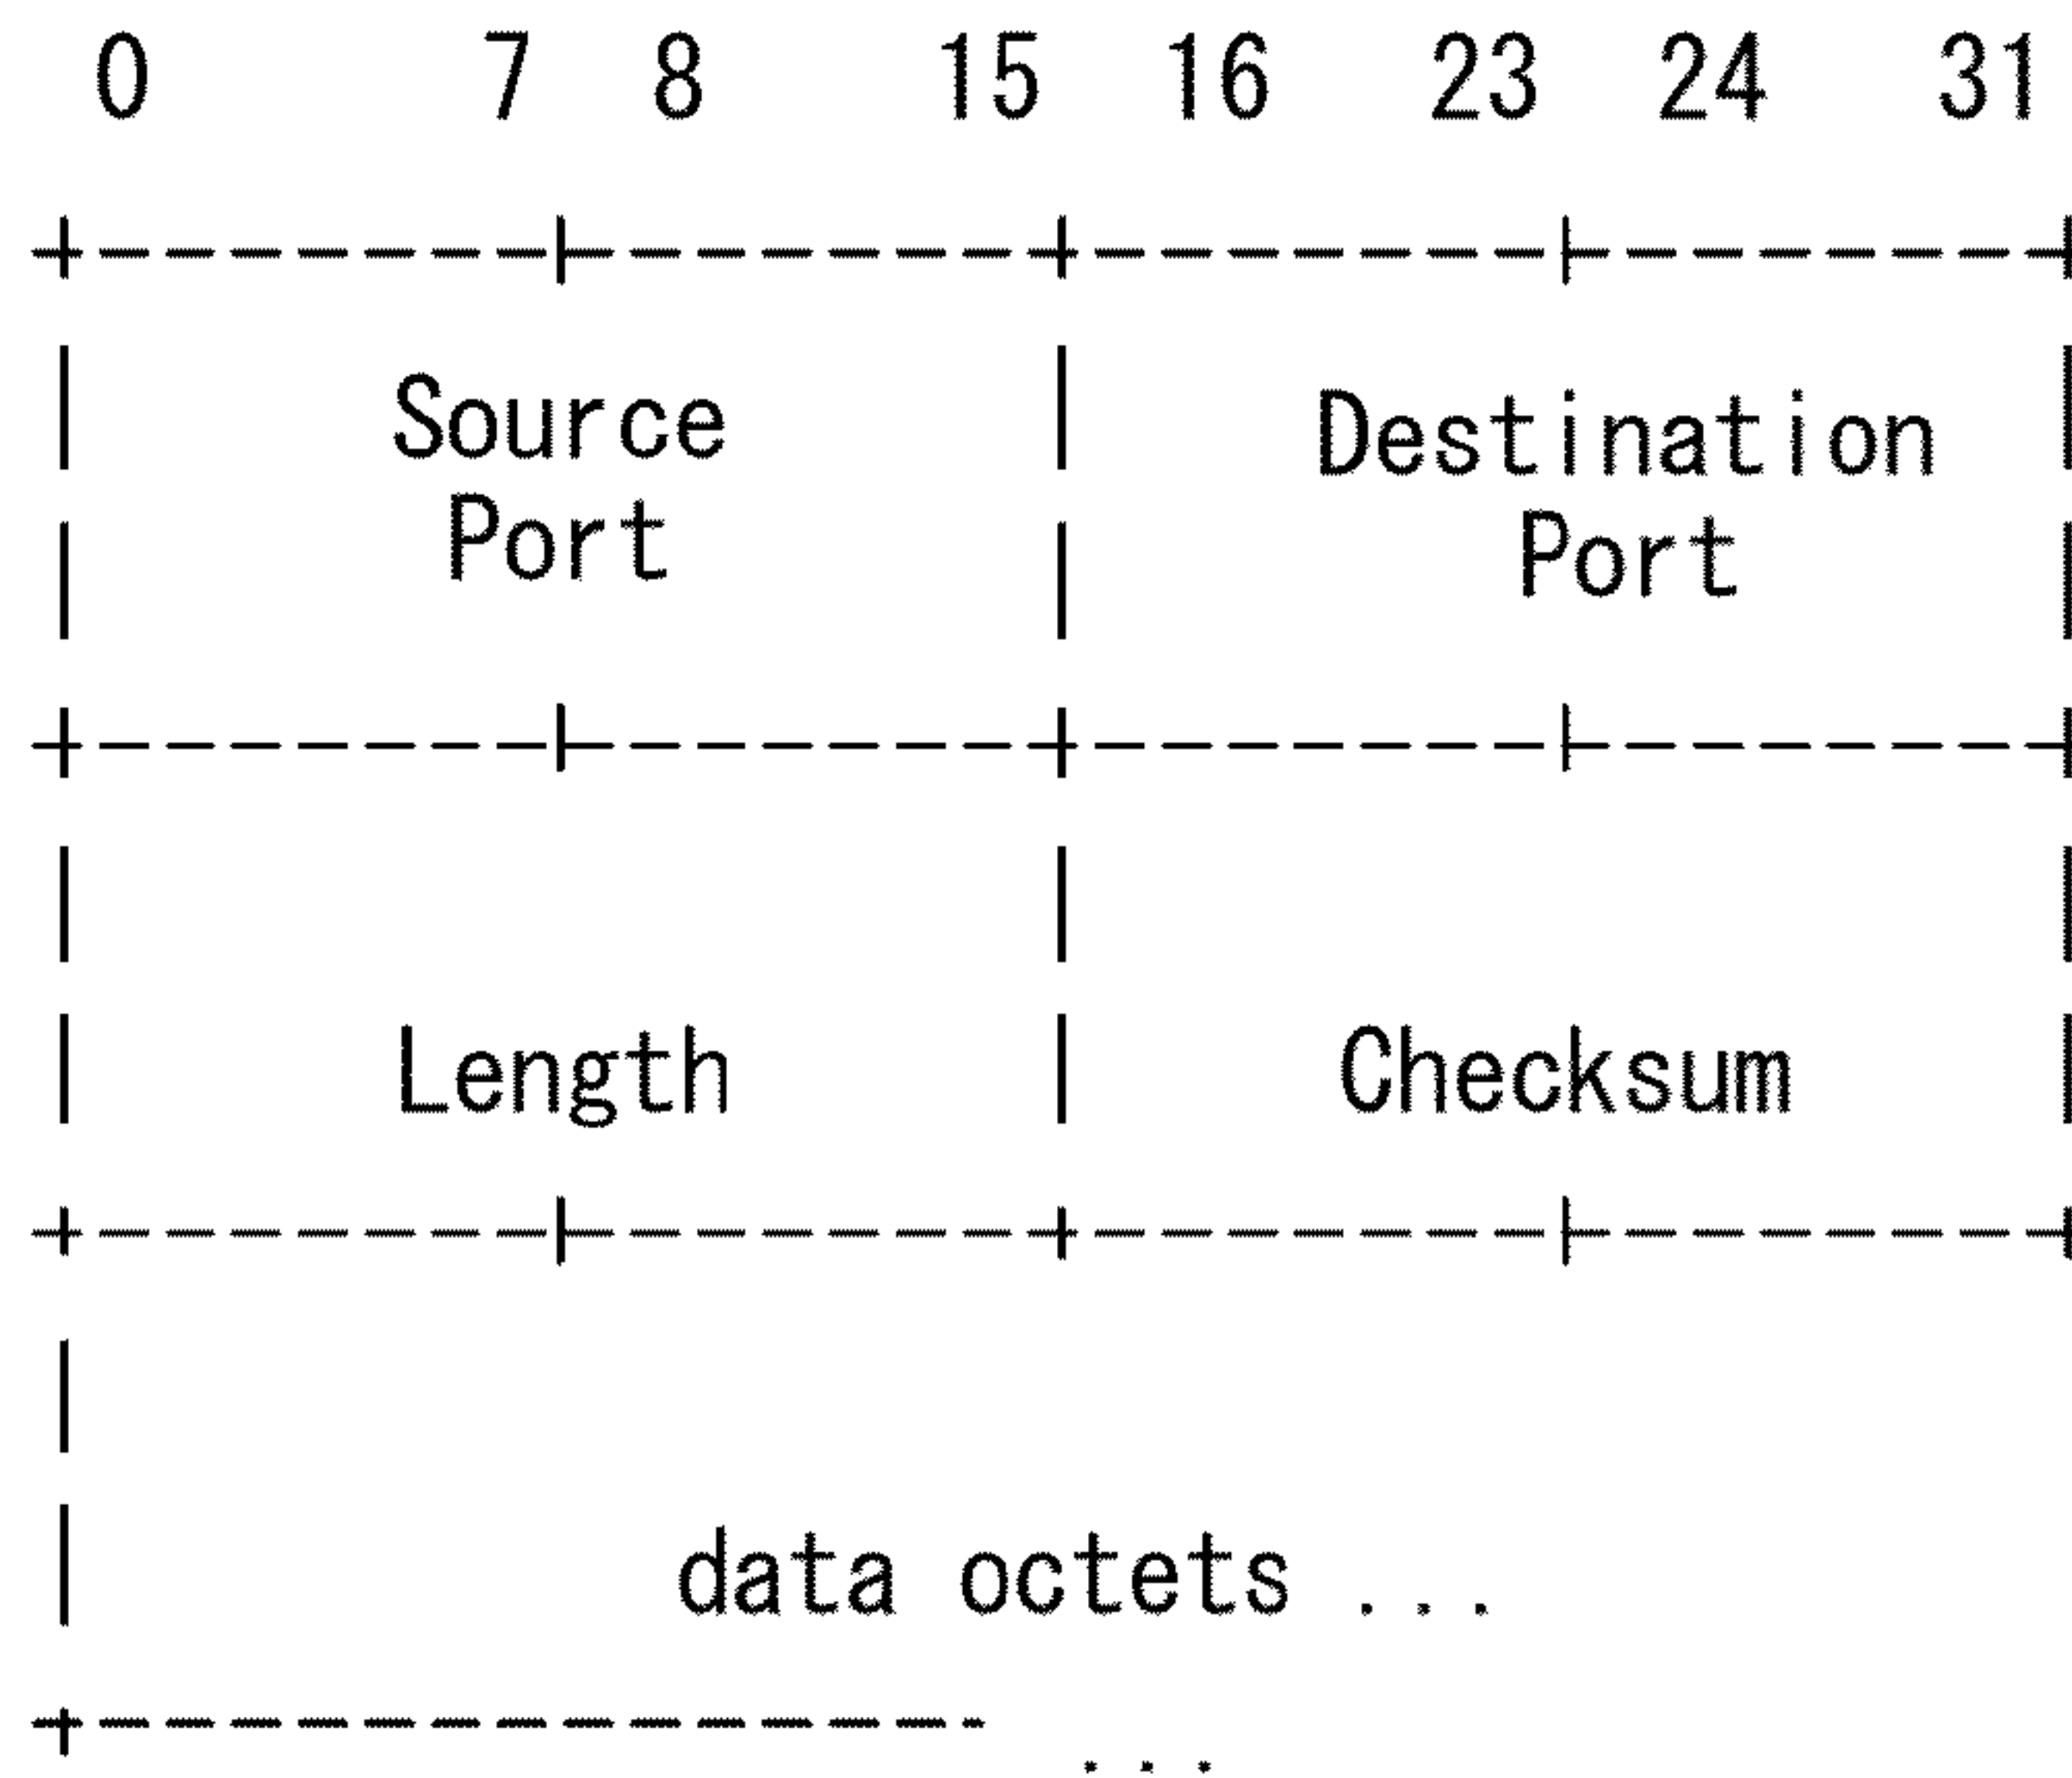 0 7 8 15 16 23 24 31
Source Destination
Port Port
Length Checksum
data octets ...
...